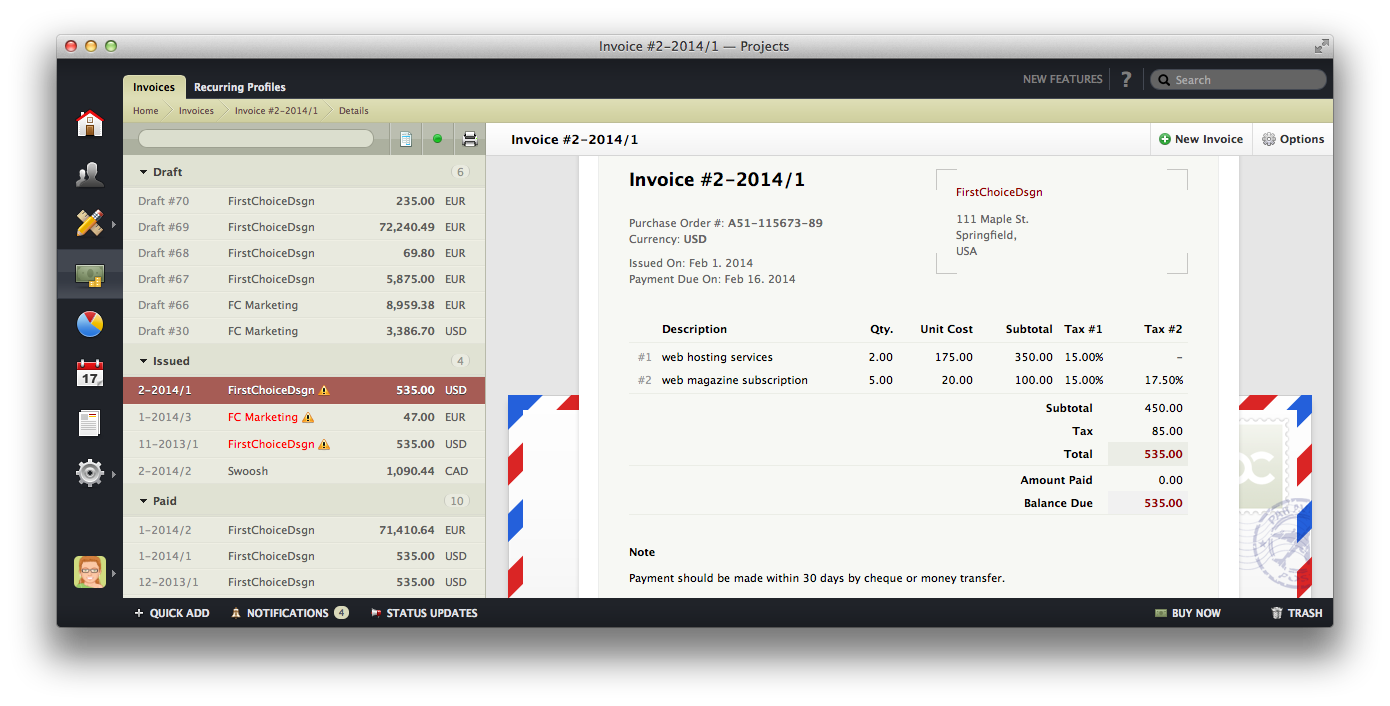 Invoice #2-2014/1 — Projects
Invoices Recurring Profiles NEW FEATURES ? Search
Home Invoices Invoice #2-2014/1 Details
Invoice #2-2014/1 New Invoice Options
Draft 6
Draft #70 FirstChoiceDsgn 235.00 EUR
Draft #69 FirstChoiceDsgn 72,240.49 EUR
Draft #68 FirstChoiceDsgn 69.80 EUR
Draft #67 FirstChoiceDsgn 5,875.00 EUR
Draft #66 FC Marketing 8,959.38 EUR
Draft #30 FC Marketing 3,386.70 USD
Issued 4
2-2014/1 FirstChoiceDsgn 535.00 USD
1-2014/3 FC Marketing 47.00 EUR
11-2013/1 FirstChoiceDsgn 535.00 USD
2-2014/2 Swoosh 1,090.44 CAD
Paid 10
1-2014/2 FirstChoiceDsgn 71,410.64 EUR
1-2014/1 FirstChoiceDsgn 535.00 USD
12-2013/1 FirstChoiceDsgn 535.00 USD
17
Invoice #2-2014/1
Purchase Order #: A51-115673-89
Currency: USD
Issued On: Feb 1. 2014
Payment Due On: Feb 16. 2014
FirstChoiceDsgn
111 Maple St.
Springfield,
USA
Description Qty. Unit Cost Subtotal Tax #1 Tax #2
#1 web hosting services 2.00 175.00 350.00 15.00% –
#2 web magazine subscription 5.00 20.00 100.00 15.00% 17.50%
Subtotal 450.00
Tax 85.00
Total 535.00
Amount Paid 0.00
Balance Due 535.00
Note
Payment should be made within 30 days by cheque or money transfer.
+ QUICK ADD NOTIFICATIONS 4 STATUS UPDATES BUY NOW TRASH